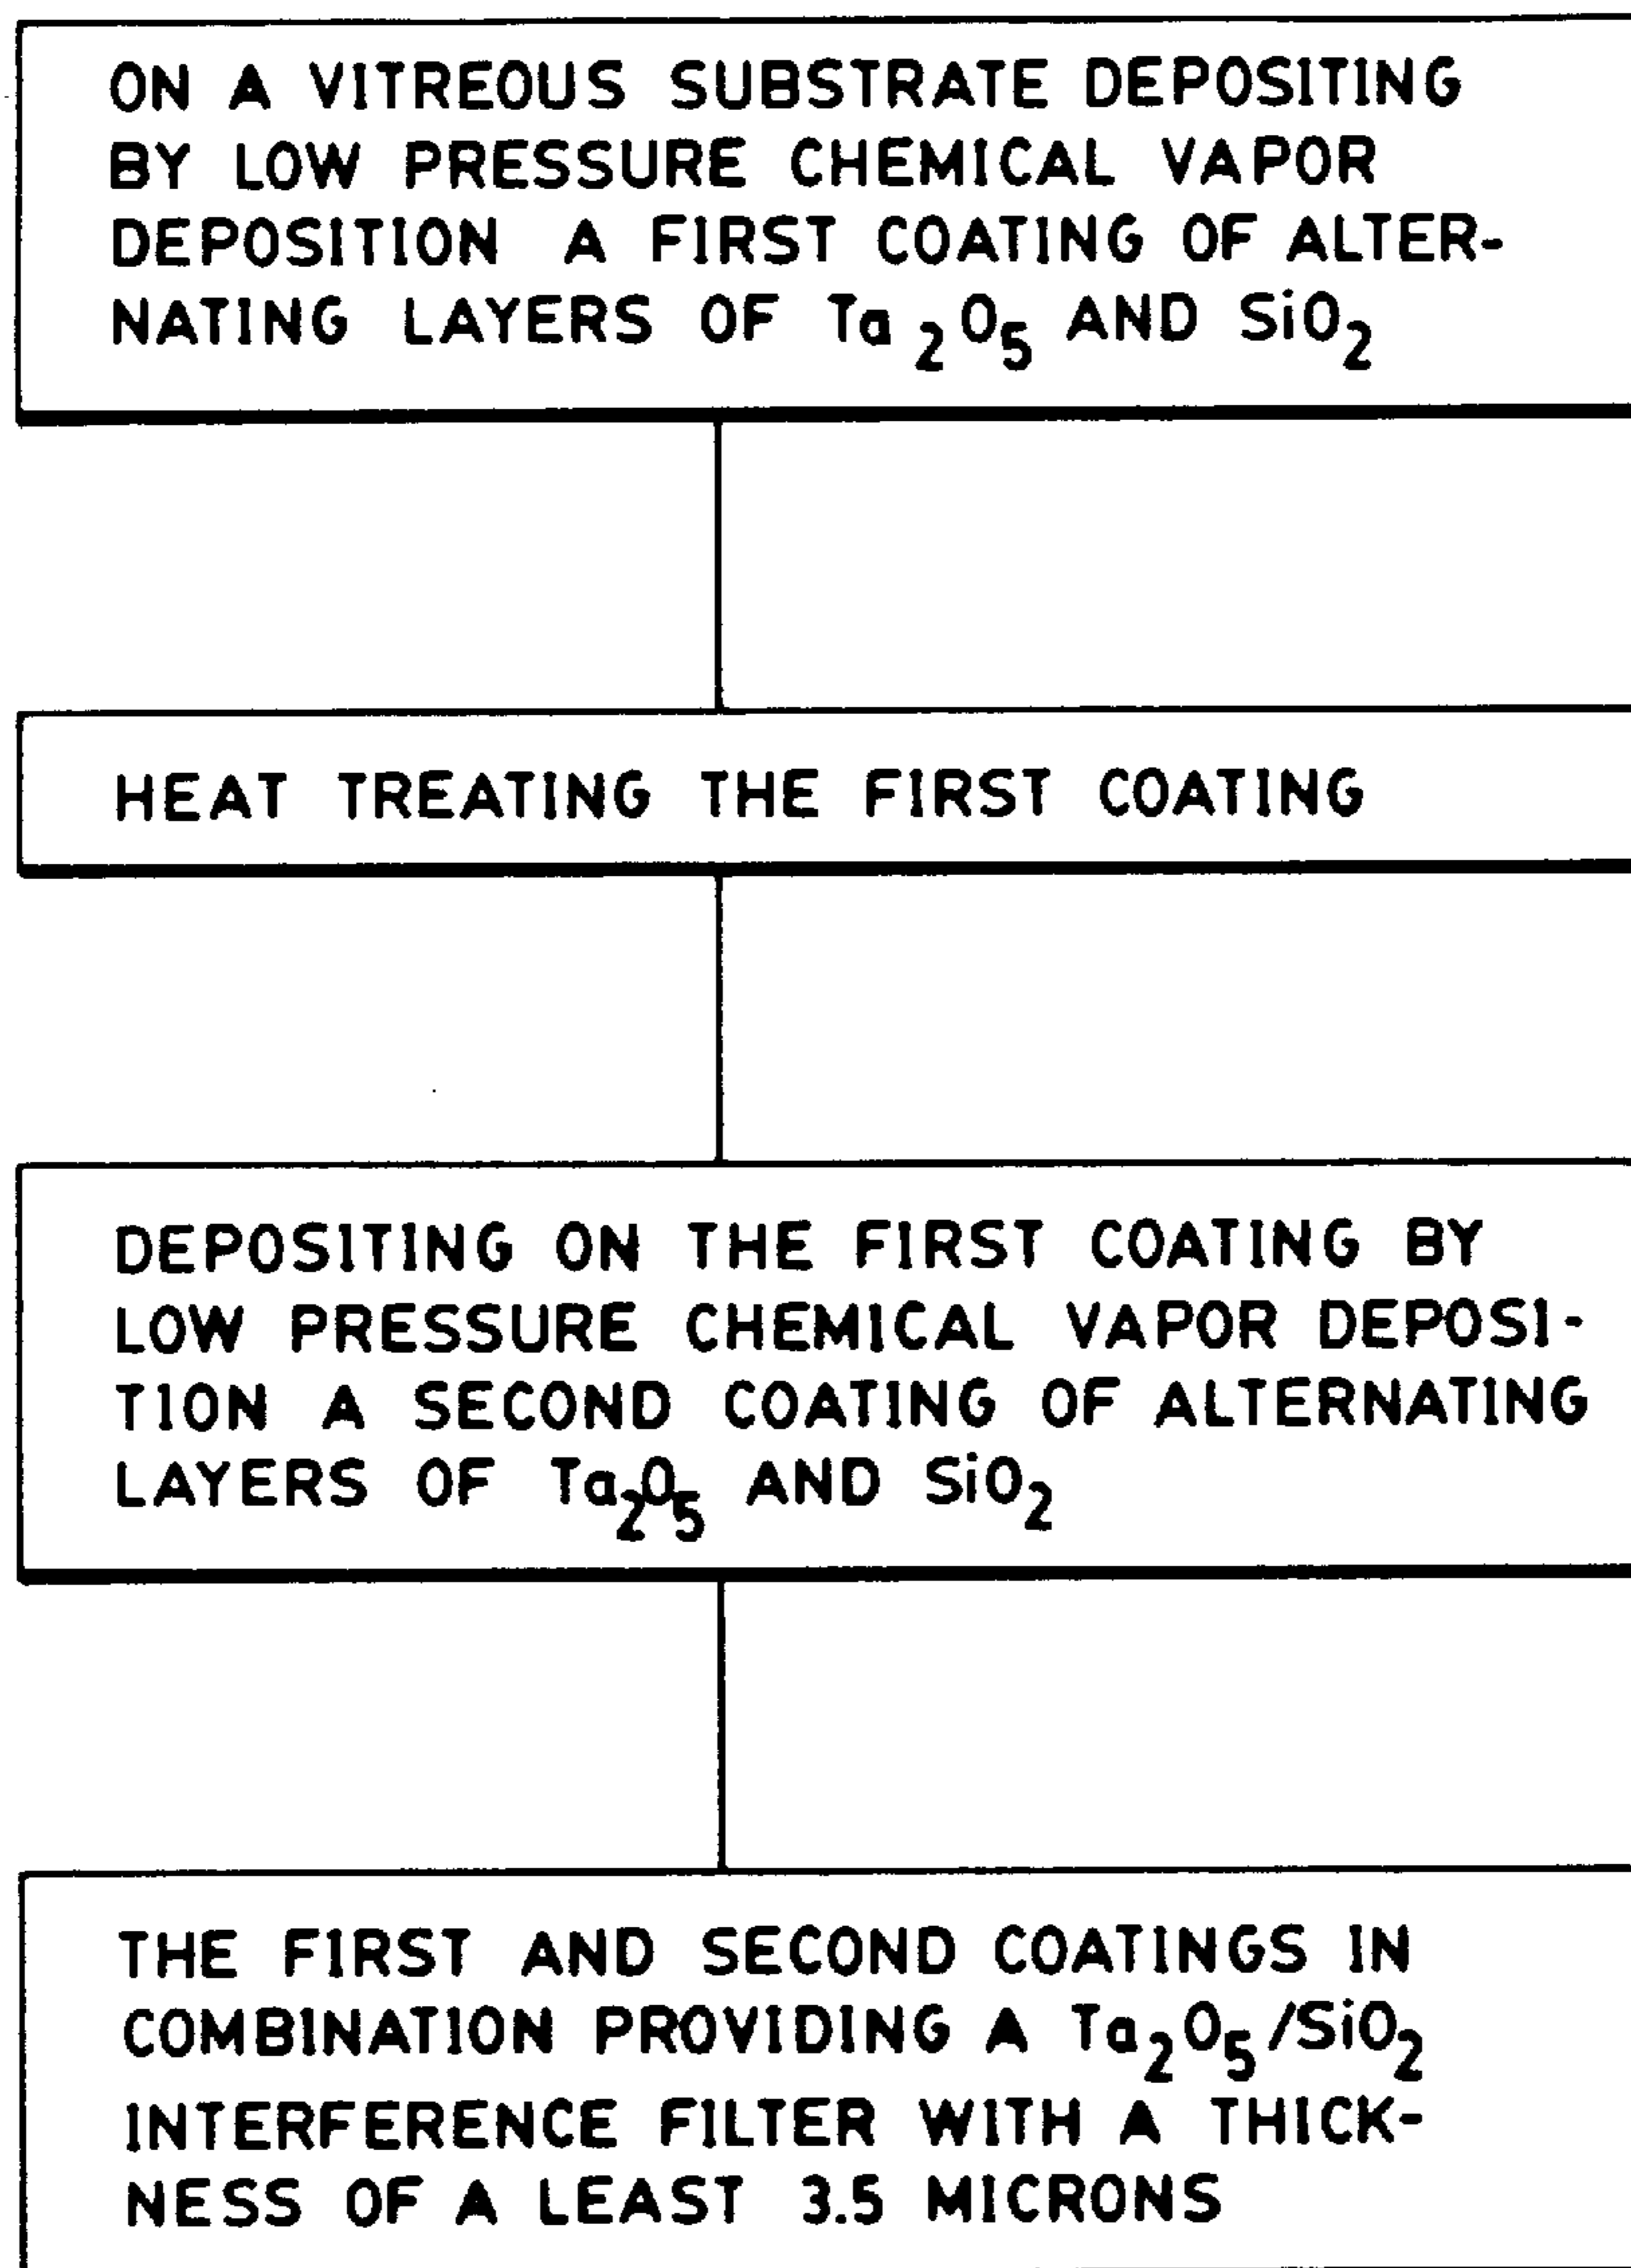 ON A VITREOUS SUBSTRATE DEPOSITING
BY LOW PRESSURE CHEMICAL VAPOR
DEPOSITION A FIRST COATING OF ALTER-
NATING LAYERS OF Ta₂O₅ AND SiO₂
HEAT TREATING THE FIRST COATING
DEPOSITING ON THE FIRST COATING BY
LOW PRESSURE CHEMICAL VAPOR DEPOSI-
TION A SECOND COATING OF ALTERNATING
LAYERS OF Ta₂O₅ AND SiO₂
THE FIRST AND SECOND COATINGS IN
COMBINATION PROVIDING A Ta₂O₅/SiO₂
INTERFERENCE FILTER WITH A THICK-
NESS OF A LEAST 3.5 MICRONS